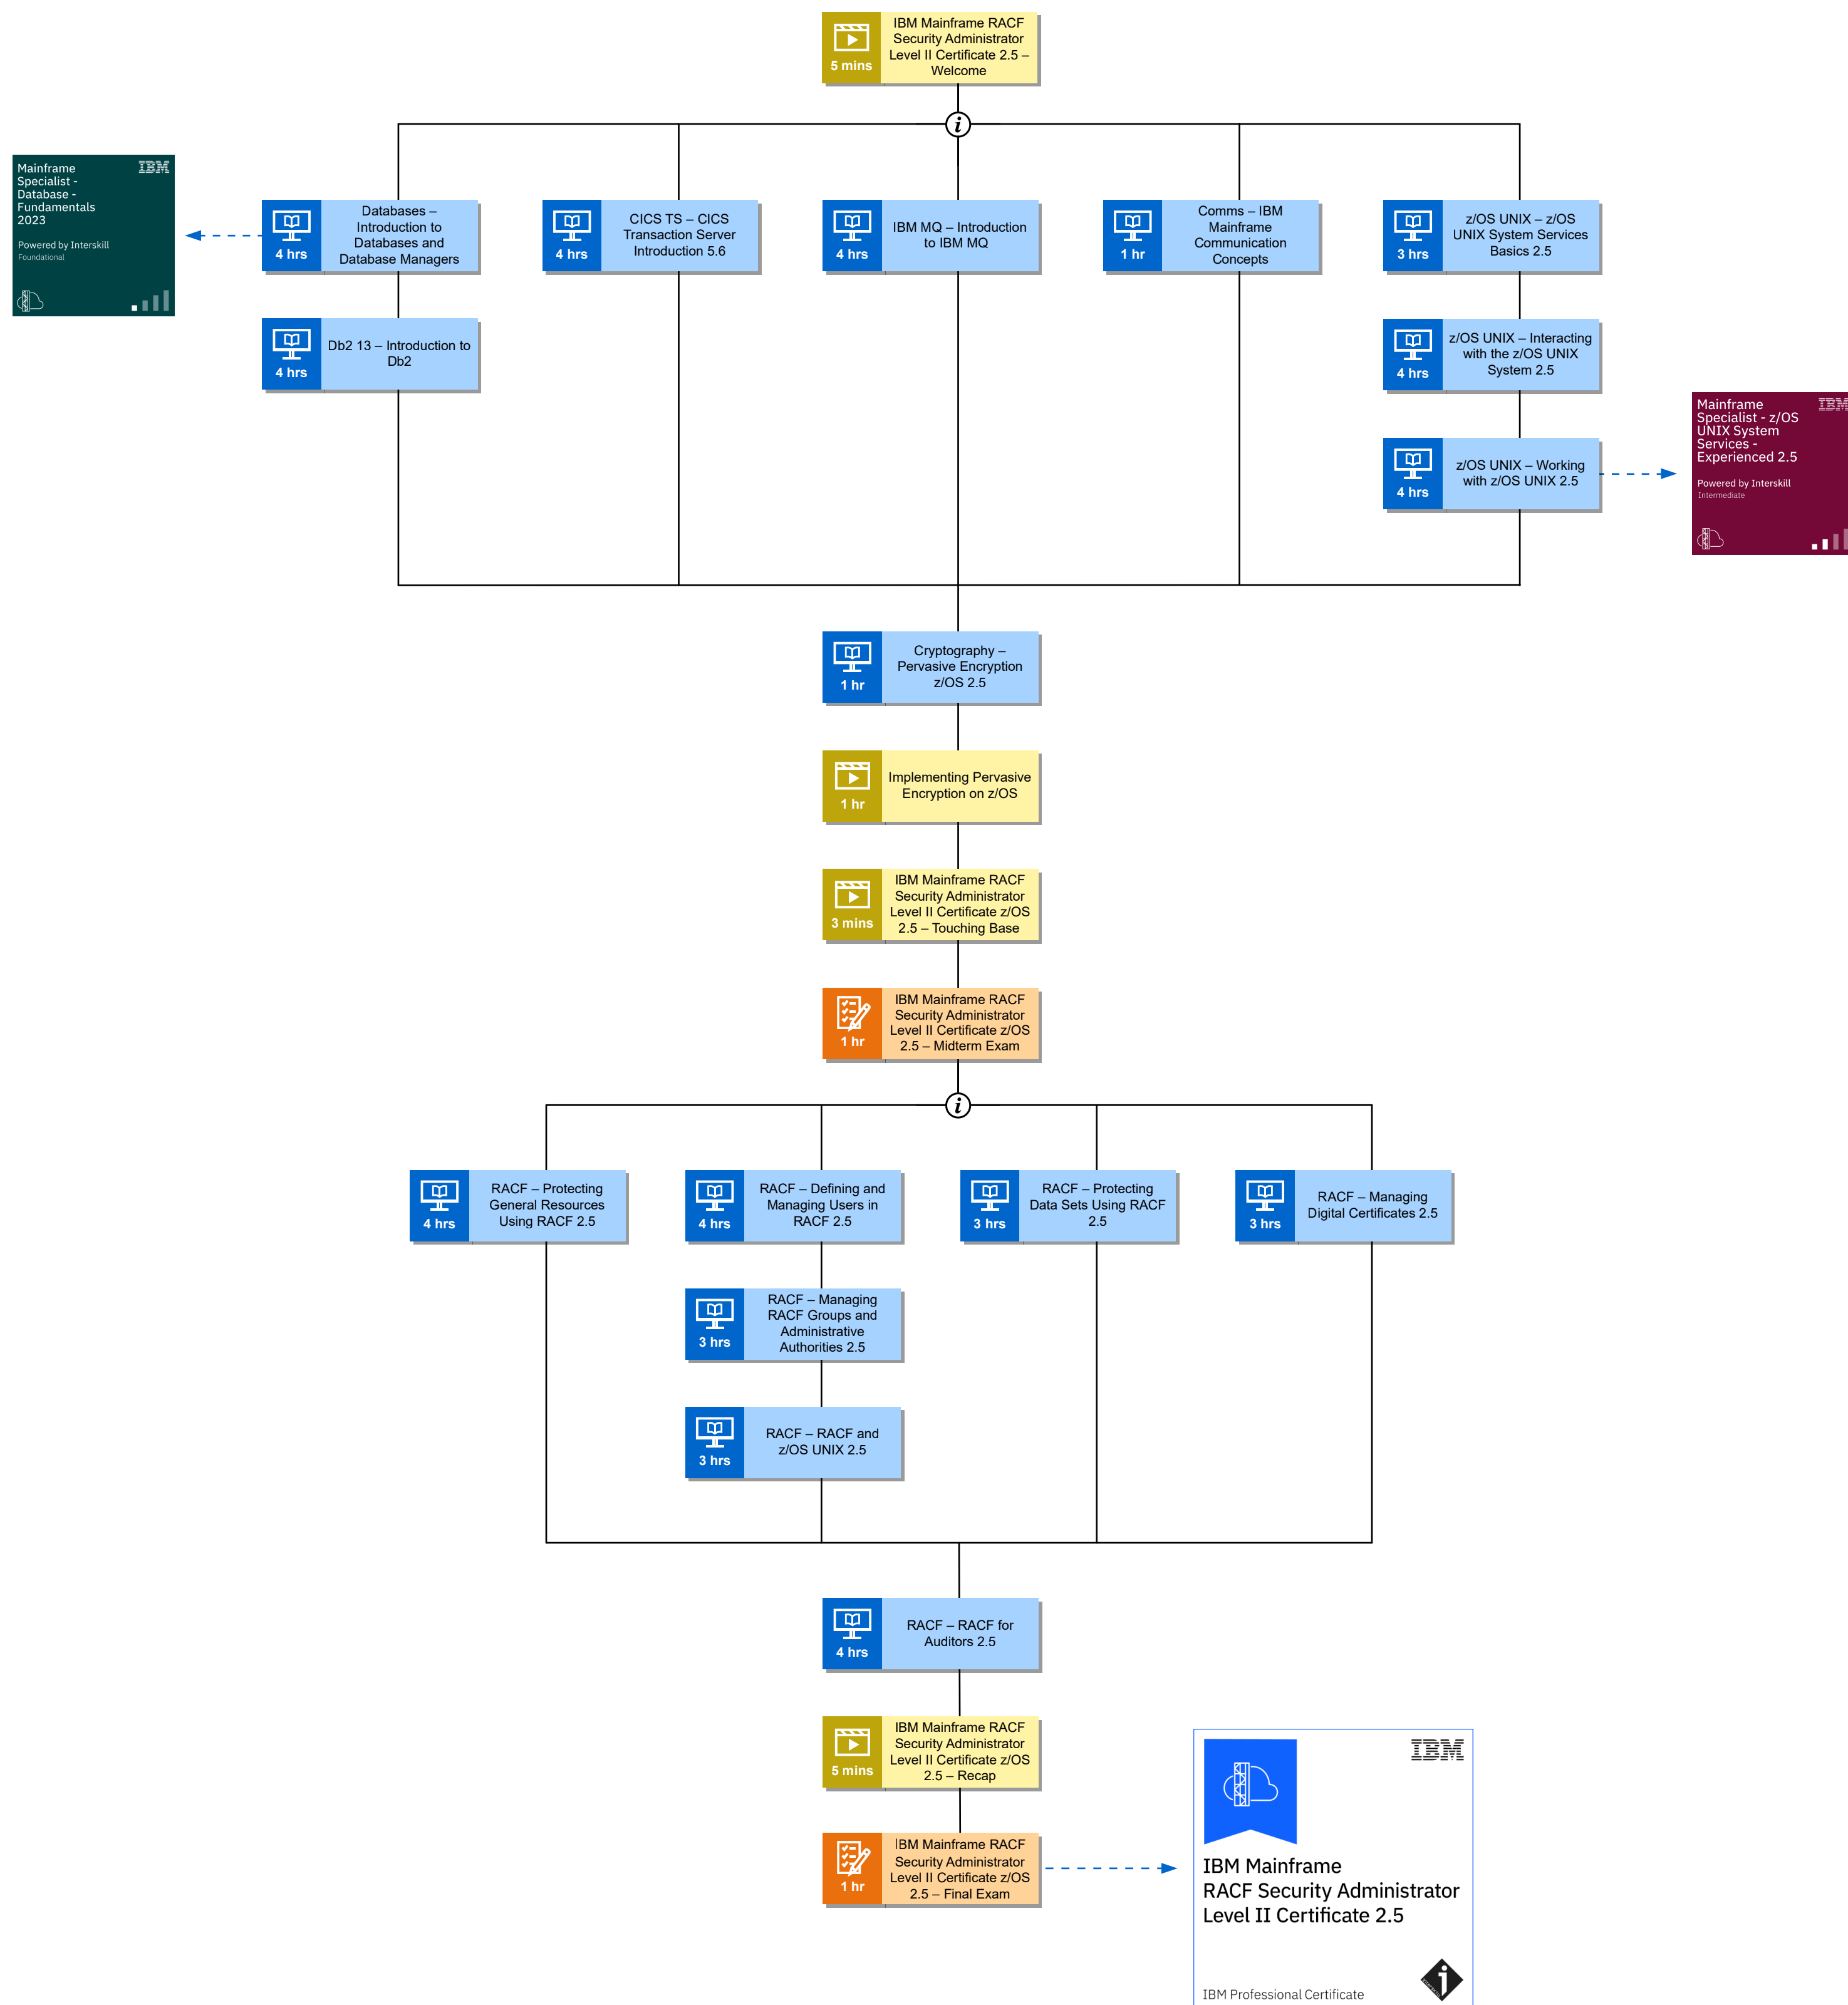 IBM Mainframe RACF
Security Administrator
Level II Certificate 2.5 –
Welcome
5 mins
i
Mainframe
Specialist -
Database -
Fundamentals
2023
IBM
Powered by Interskill
Foundational
Databases –
Introduction to
Databases and
Database Managers
4 hrs
CICS TS – CICS
Transaction Server
Introduction 5.6
4 hrs
IBM MQ – Introduction
to IBM MQ
4 hrs
Comms – IBM
Mainframe
Communication
Concepts
1 hr
z/OS UNIX – z/OS
UNIX System Services
Basics 2.5
3 hrs
Db2 13 – Introduction to
Db2
4 hrs
z/OS UNIX – Interacting
with the z/OS UNIX
System 2.5
4 hrs
z/OS UNIX – Working
with z/OS UNIX 2.5
4 hrs
Mainframe
Specialist - z/OS
UNIX System
Services -
Experienced 2.5
IBM
Powered by Interskill
Intermediate
Cryptography –
Pervasive Encryption
z/OS 2.5
1 hr
Implementing Pervasive
Encryption on z/OS
1 hr
IBM Mainframe RACF
Security Administrator
Level II Certificate z/OS
2.5 – Touching Base
3 mins
IBM Mainframe RACF
Security Administrator
Level II Certificate z/OS
2.5 – Midterm Exam
1 hr
i
RACF – Protecting
General Resources
Using RACF 2.5
4 hrs
RACF – Defining and
Managing Users in
RACF 2.5
4 hrs
RACF – Protecting
Data Sets Using RACF
2.5
3 hrs
RACF – Managing
Digital Certificates 2.5
3 hrs
RACF – Managing
RACF Groups and
Administrative
Authorities 2.5
3 hrs
RACF – RACF and
z/OS UNIX 2.5
3 hrs
RACF – RACF for
Auditors 2.5
4 hrs
IBM Mainframe RACF
Security Administrator
Level II Certificate z/OS
2.5 – Recap
5 mins
IBM Mainframe RACF
Security Administrator
Level II Certificate z/OS
2.5 – Final Exam
1 hr
IBM
IBM Mainframe
RACF Security Administrator
Level II Certificate 2.5
IBM Professional Certificate